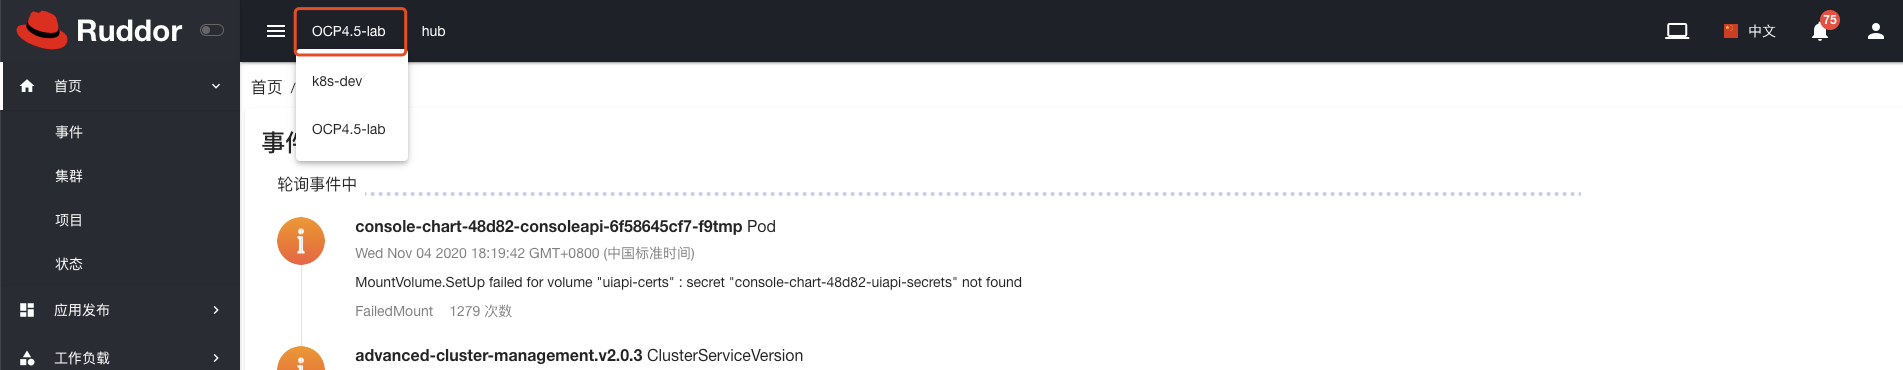 Ruddor
OCP4.5-lab
hub
中文
75
首页
事件
集群
项目
状态
应用发布
工作负载
k8s-dev
OCP4.5-lab
首页 /
事件
轮询事件中
console-chart-48d82-consoleapi-6f58645cf7-f9tmp Pod
Wed Nov 04 2020 18:19:42 GMT+0800 (中国标准时间)
MountVolume.SetUp failed for volume "uiapi-certs" : secret "console-chart-48d82-uiapi-secrets" not found
FailedMount 1279 次数
advanced-cluster-management.v2.0.3 ClusterServiceVersion